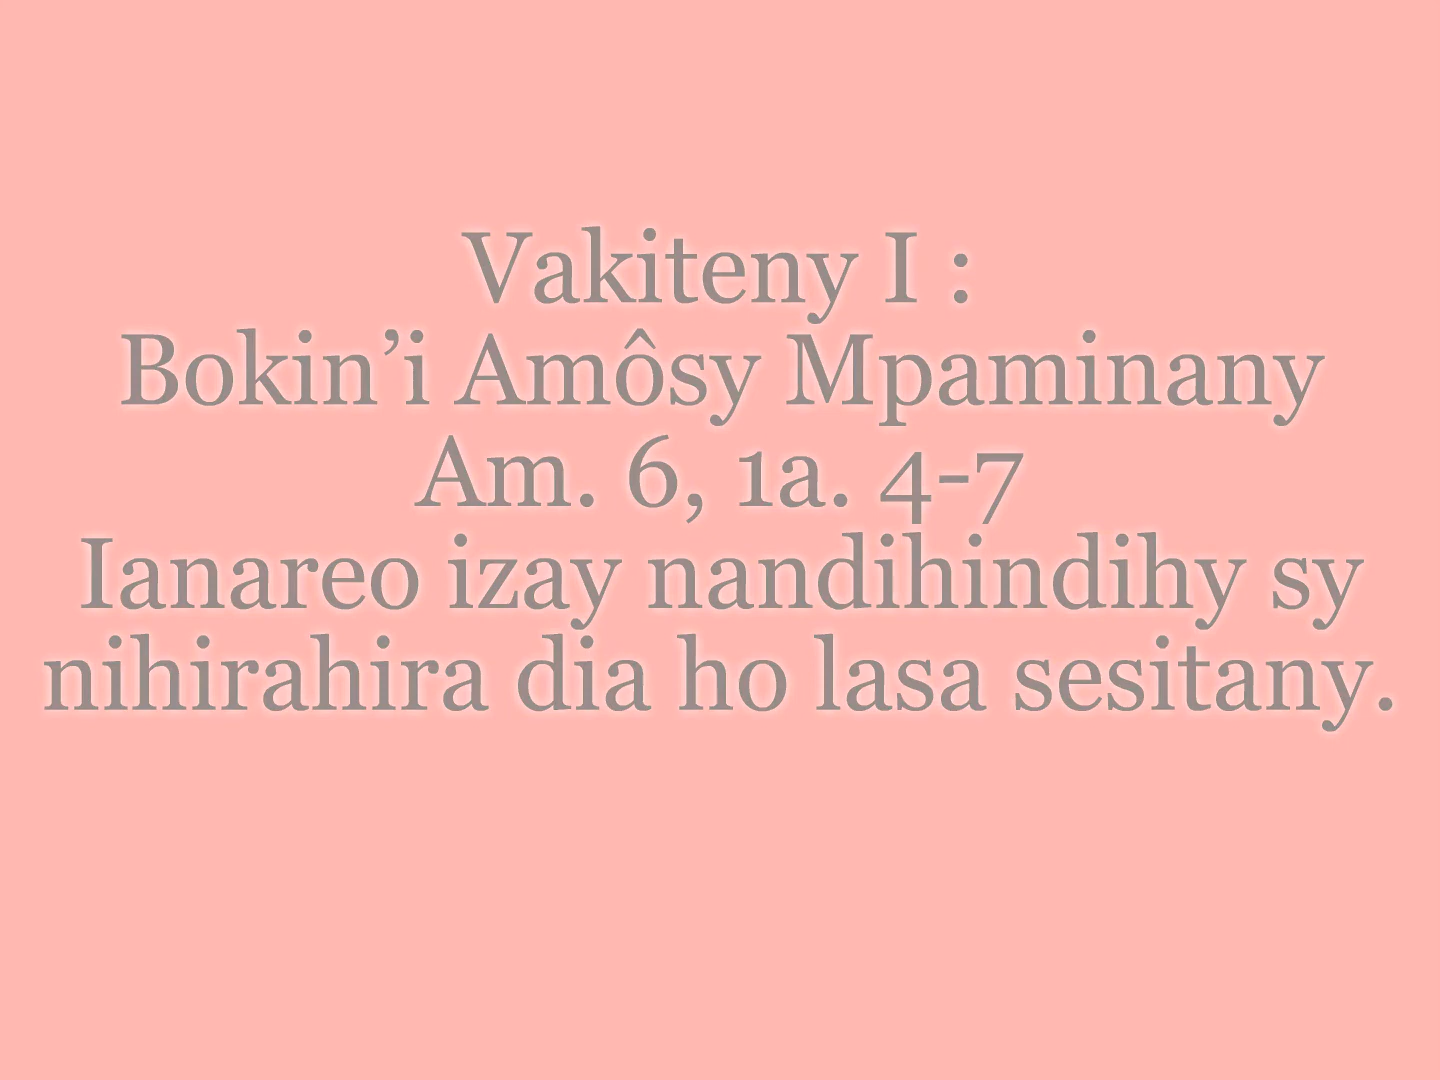 Vakiteny I :
Bokin’i Amôsy Mpaminany
Am. 6, 1a. 4-7
Ianareo izay nandihindihy sy
nihirahira dia ho lasa sesitany.